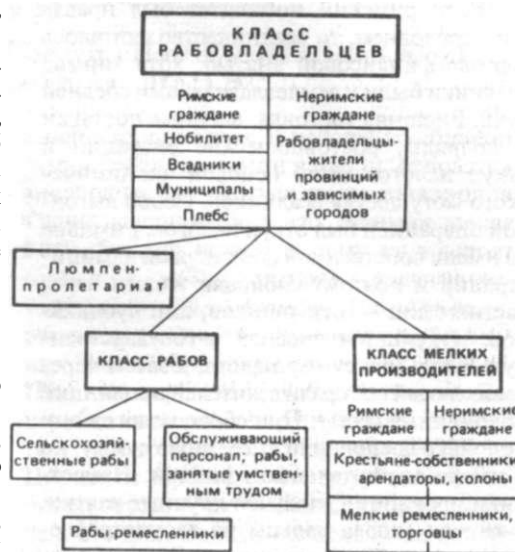 КЛАСС
РАБОВЛАДЕЛЬЦЕВ
Римские
граждане
Неримские
граждане
Нобилитет
Всадники
Муниципалы
Плебс
Рабовладельцы-
жители
провинций
и зависимых
городов
Люмпен-
пролетариат
КЛАСС РАБОВ
КЛАСС МЕЛКИХ
ПРОИЗВОДИТЕЛЕЙ
Римские
граждане
Неримские
граждане
Сельскохозяй-
ственные рабы
Обслуживающий
персонал; рабы,
занятые умствен-
ным трудом
Рабы-ремесленники
Крестьяне-собственники,
арендаторы, колоны
Мелкие ремесленники,
торговцы